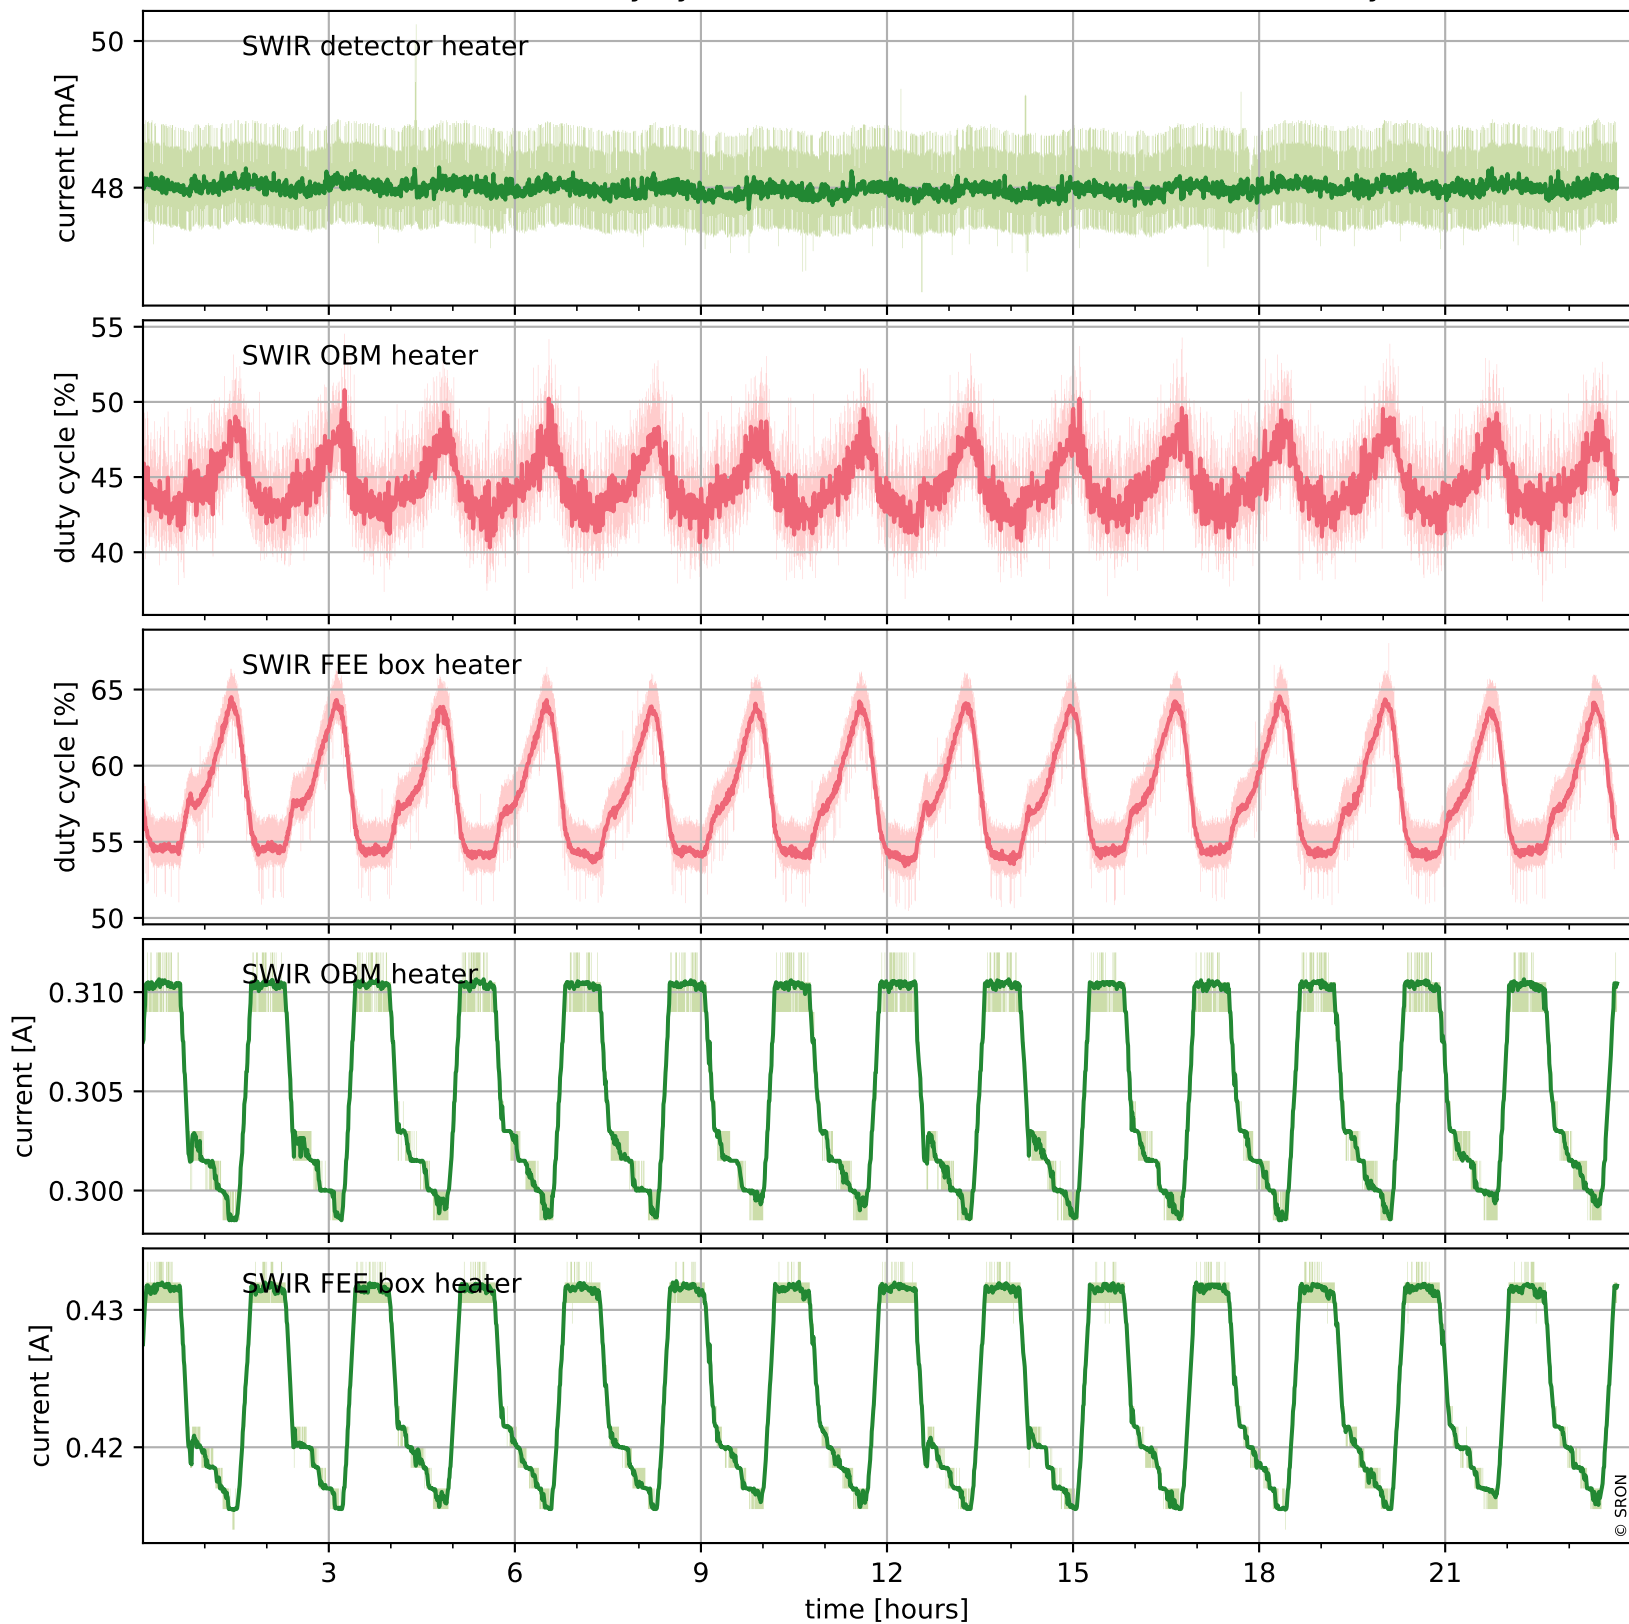 50
SWIR detector heater
48
current [mA]
55
SWIR OBM heater
50
45
40
duty cycle [%]
SWIR FEE box heater
65
60
55
50
duty cycle [%]
SWIR OBM heater
0.310
0.305
0.300
current [A]
SWIR FEE box heater
0.43
0.42
current [A]
© SRON
3 6 9 12 15 18 21
time [hours]